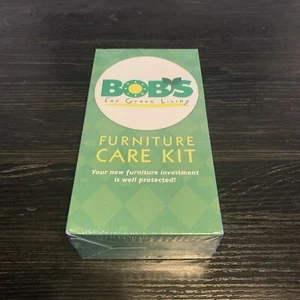 BOB'S
for Green Living
FURNITURE
CARE KIT
Your new furniture investment
is well protected!